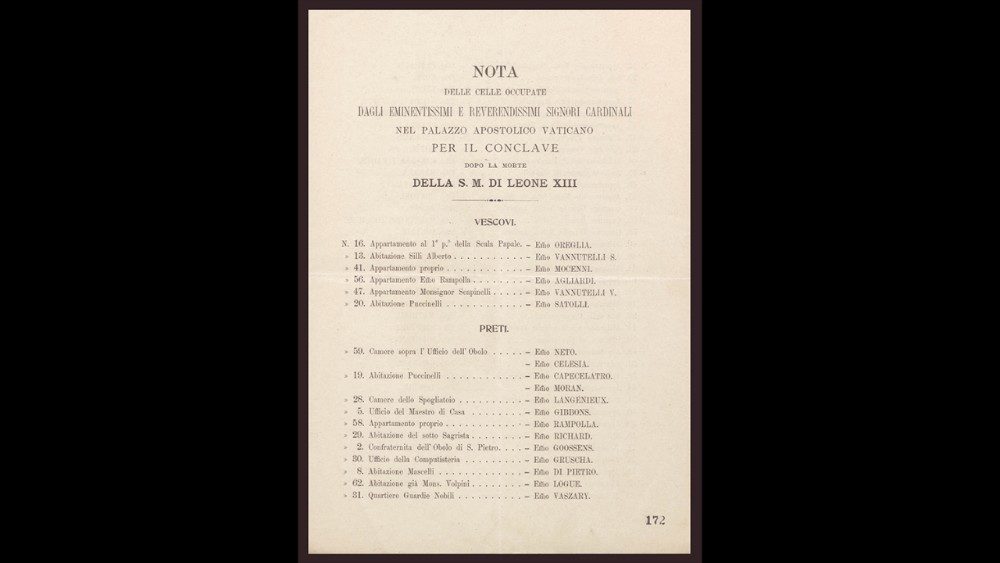 NOTA
DELLE CELLE OCCUPATE
DAGLI EMINENTISSIMI E REVERENDISSIMI SIGNORI CARDINALI
NEL PALAZZO APOSTOLICO VATICANO
PER IL CONCLAVE
DOPO LA MORTE
DELLA S. M. DI LEONE XIII
VESCOVI.
N. 16. Appartamento al 1º p.º della Scala Papale. – Emo OREGLIA.
» 13. Abitazione Silli Alberto . . . . . . . . . . . . – Emo VANNUTELLI S.
» 41. Appartamento proprio . . . . . . . . . . . . . – Emo MOCENNI.
» 56. Appartamento Emo Rampolla . . . . . . . . . – Emo AGLIARDI.
» 47. Appartamento Monsignor Scapinelli . . . . . – Emo VANNUTELLI V.
» 20. Abitazione Puccinelli . . . . . . . . . . . . . – Emo SATOLLI.
PRETI.
» 59. Camere sopra l'Ufficio dell'Obolo . . . . . – Emo NETO.
– Emo CELESIA.
» 19. Abitazione Puccinelli . . . . . . . . . . . . . – Emo CAPECELATRO.
– Emo MORAN.
» 28. Camere dello Spogliatoio . . . . . . . . . . . – Emo LANGÉNIEUX.
» 5. Ufficio del Maestro di Casa . . . . . . . . . – Emo GIBBONS.
» 58. Appartamento proprio . . . . . . . . . . . . . – Emo RAMPOLLA.
» 29. Abitazione del sotto Sagrista . . . . . . . . . – Emo RICHARD.
» 2. Confraternita dell'Obolo di S. Pietro. . . . – Emo GOOSSENS.
» 30. Ufficio della Computisteria . . . . . . . . . . – Emo GRUSCHA.
» 8. Abitazione Mascelli . . . . . . . . . . . . . . – Emo DI PIETRO.
» 62. Abitazione già Mons. Volpini . . . . . . . . . – Emo LOGUE.
» 31. Quartiere Guardie Nobili . . . . . . . . . . . – Emo VASZARY.
172